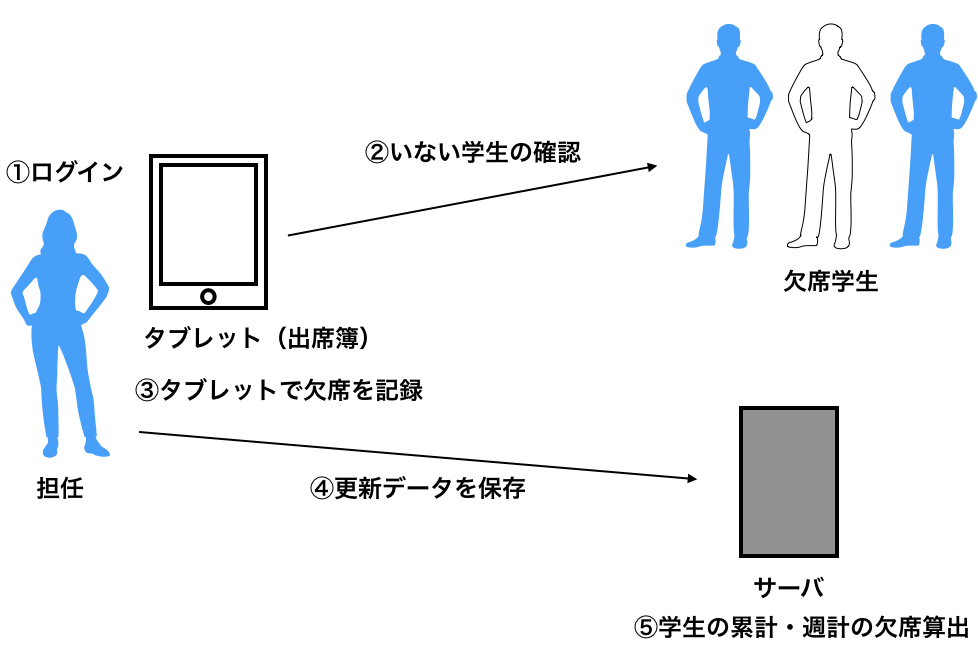 ①ログイン
②いない学生の確認
欠席学生
タブレット（出席簿）
③タブレットで欠席を記録
担任
④更新データを保存
サーバ
⑤学生の累計・週計の欠席算出